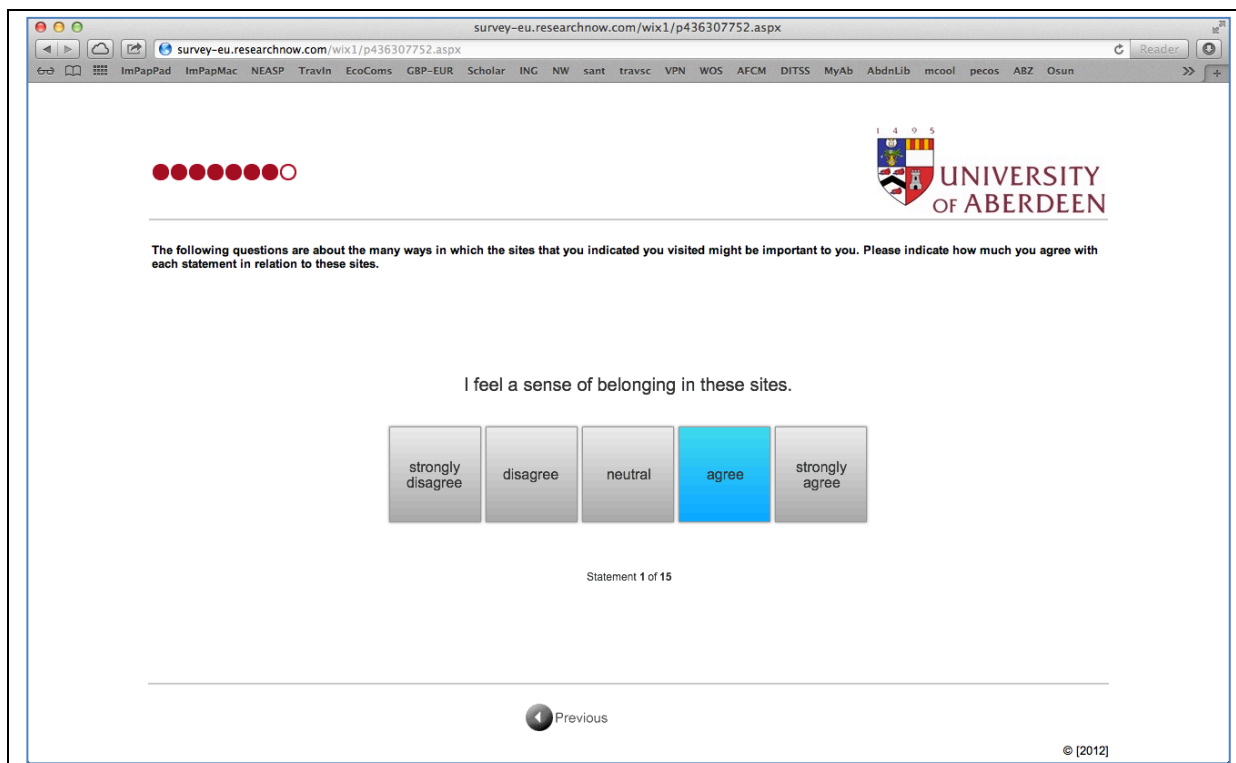 survey-eu.researchnow.com/wix1/p436307752.aspx
survey-eu.researchnow.com/wix1/p436307752.aspx
Reader
ImPapPad ImPapMac NEASP TravIn EcoComs GBP-EUR Scholar ING NW sant travsc VPN WOS AFCM DITSS MyAb AbdnLib mcool pecos ABZ Osun
1 4 9 5
UNIVERSITY
OF ABERDEEN
The following questions are about the many ways in which the sites that you indicated you visited might be important to you. Please indicate how much you agree with
each statement in relation to these sites.
I feel a sense of belonging in these sites.
strongly
disagree
disagree
neutral
agree
strongly
agree
Statement 1 of 15
Previous
© [2012]